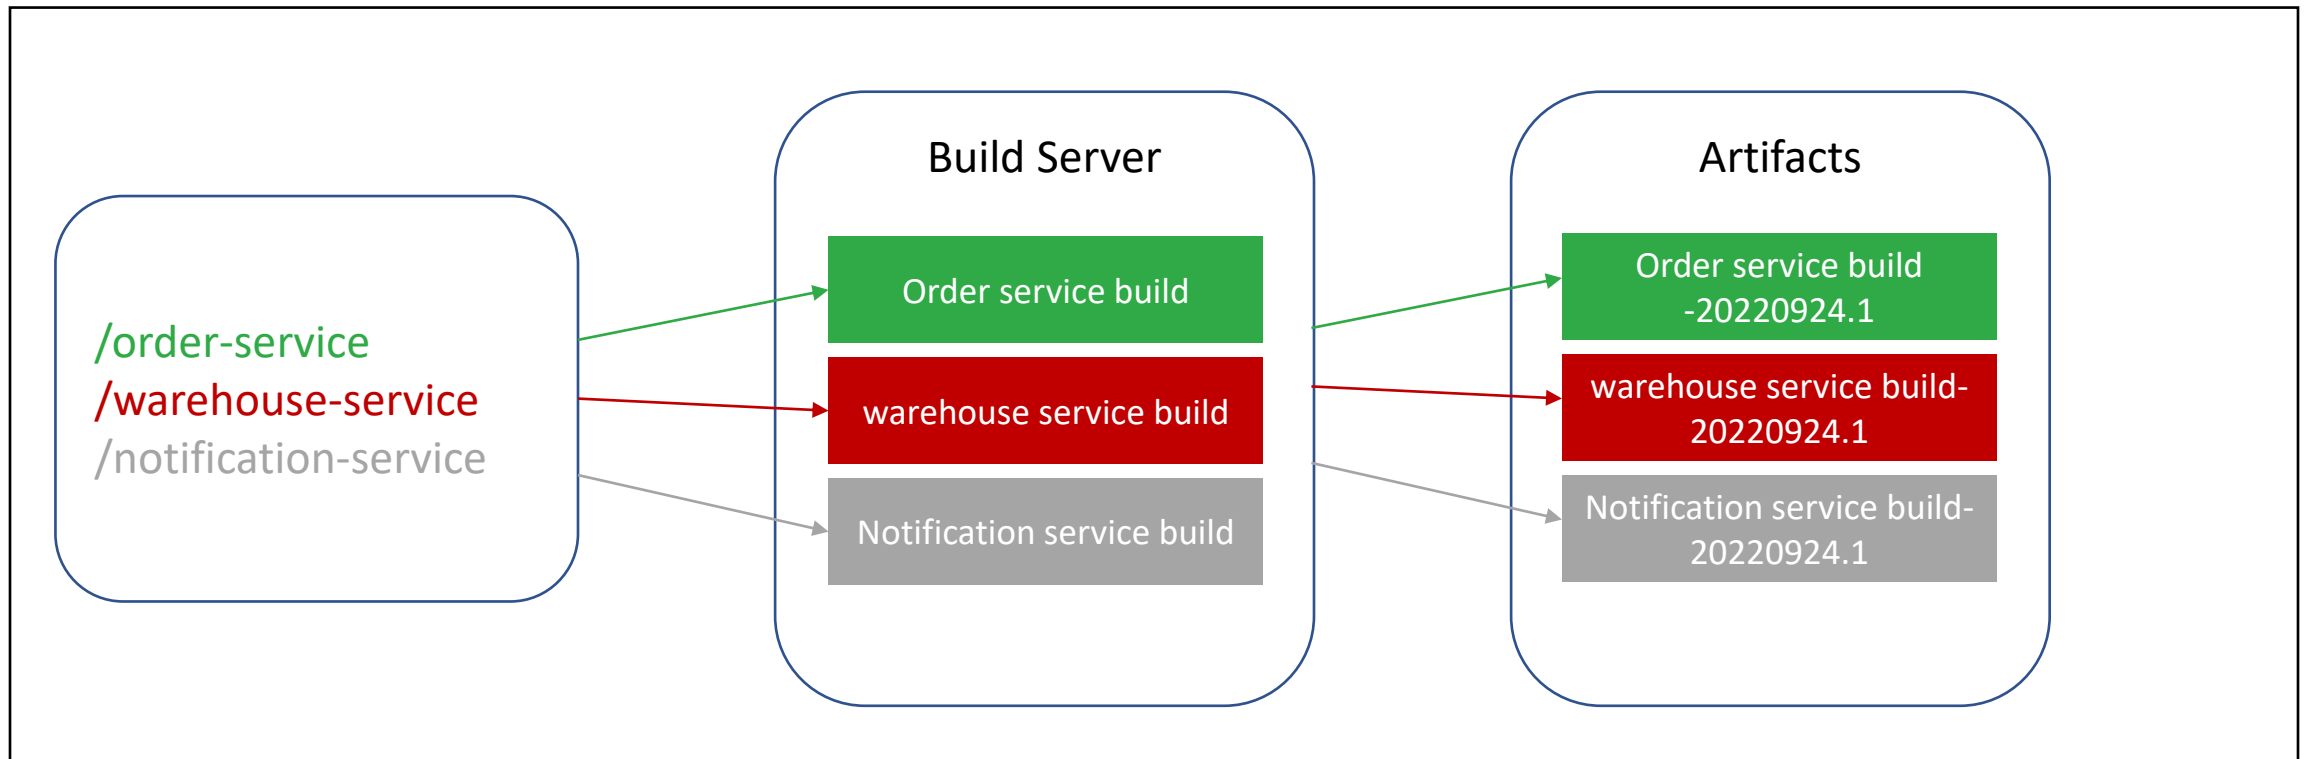 /order-service
/warehouse-service
/notification-service
Build Server
Order service build
warehouse service build
Notification service build
Artifacts
Order service build
-20220924.1
warehouse service build-
20220924.1
Notification service build-
20220924.1